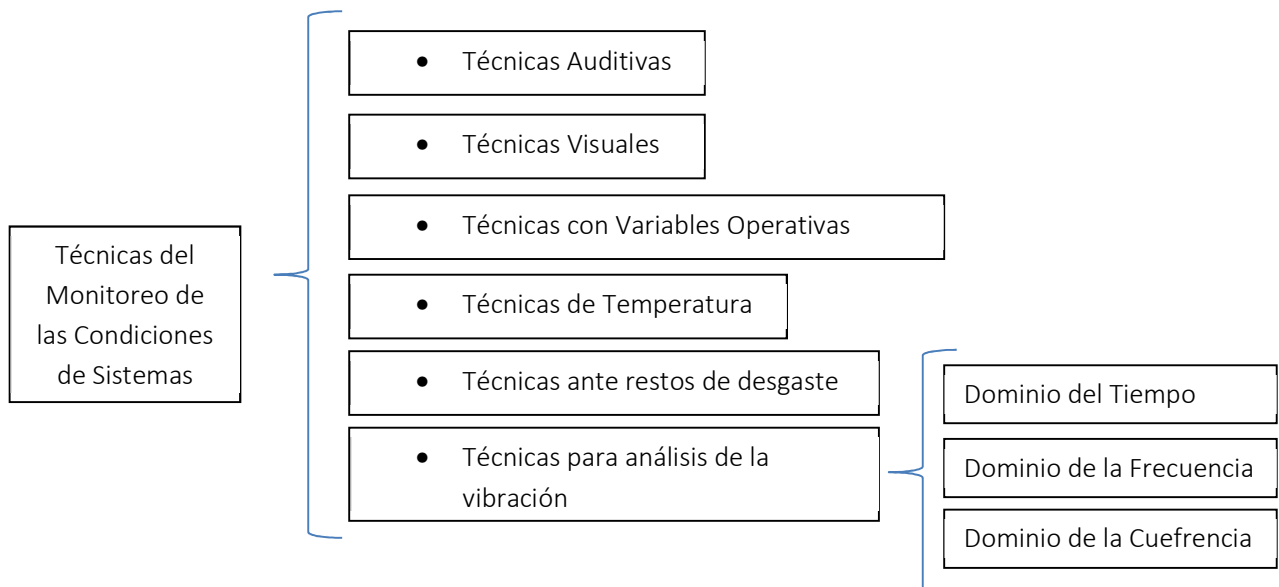 Técnicas del
Monitoreo de
las Condiciones
de Sistemas
• Técnicas Auditivas
• Técnicas Visuales
• Técnicas con Variables Operativas
• Técnicas de Temperatura
• Técnicas ante restos de desgaste
• Técnicas para análisis de la
vibración
Dominio del Tiempo
Dominio de la Frecuencia
Dominio de la Cuefrencia